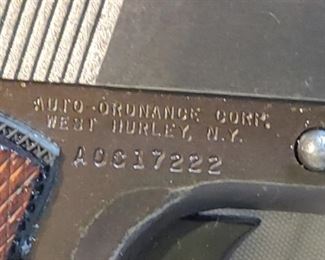 AUTO-ORDNANCE CORP.
WEST HURLEY, N.Y.
AOC17222